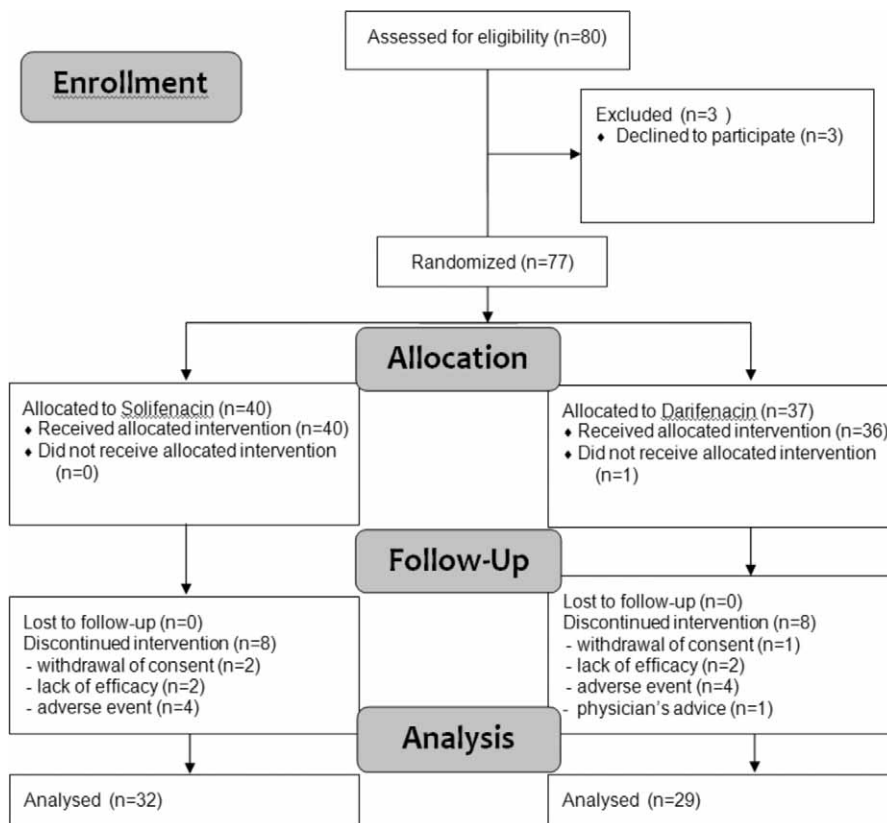 Assessed for eligibility (n=80)
Enrollment
Excluded (n=3 )
♦ Declined to participate (n=3)
Randomized (n=77)
Allocation
Allocated to Solifenacin (n=40)
♦ Received allocated intervention (n=40)
♦ Did not receive allocated intervention
(n=0)
Allocated to Darifenacin (n=37)
♦ Received allocated intervention (n=36)
♦ Did not receive allocated intervention
(n=1)
Follow-Up
Lost to follow-up (n=0)
Discontinued intervention (n=8)
- withdrawal of consent (n=2)
- lack of efficacy (n=2)
- adverse event (n=4)
Lost to follow-up (n=0)
Discontinued intervention (n=8)
- withdrawal of consent (n=1)
- lack of efficacy (n=2)
- adverse event (n=4)
- physician's advice (n=1)
Analysis
Analysed (n=32)
Analysed (n=29)